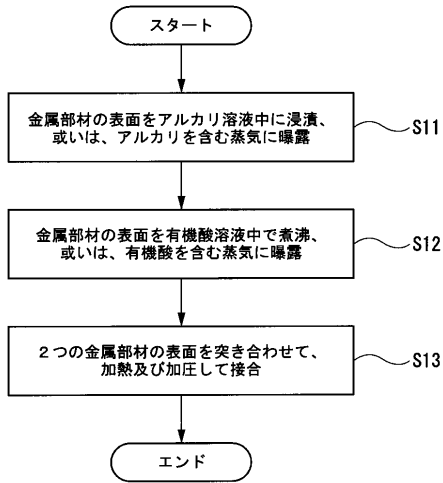 スタート
金属部材の表面をアルカリ溶液中に浸漬、
或いは、アルカリを含む蒸気に曝露
S11
金属部材の表面を有機酸溶液中で煮沸、
或いは、有機酸を含む蒸気に曝露
S12
2つの金属部材の表面を突き合わせて、
加熱及び加圧して接合
S13
エンド